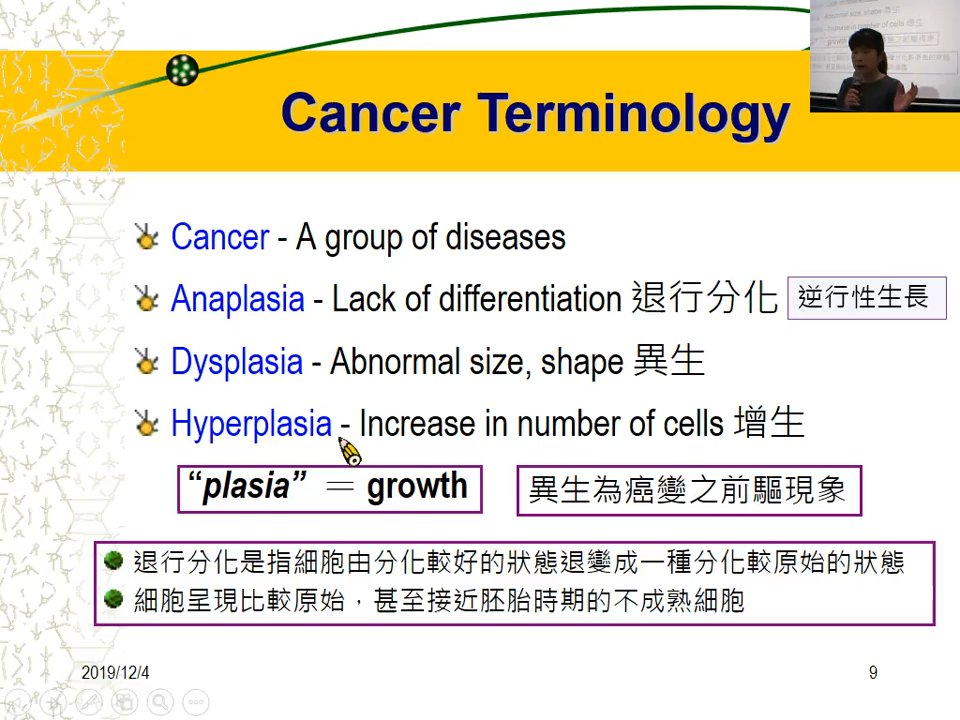 Cancer Terminology
Cancer - A group of diseases
Anaplasia - Lack of differentiation 退行分化 逆行性生長
Dysplasia - Abnormal size, shape 異生
Hyperplasia - Increase in number of cells 增生
“plasia” = growth
異生為癌變之前驅現象
退行分化是指細胞由分化較好的狀態退變成一種分化較原始的狀態
細胞呈現比較原始，甚至接近胚胎時期的不成熟細胞
2019/12/4
9